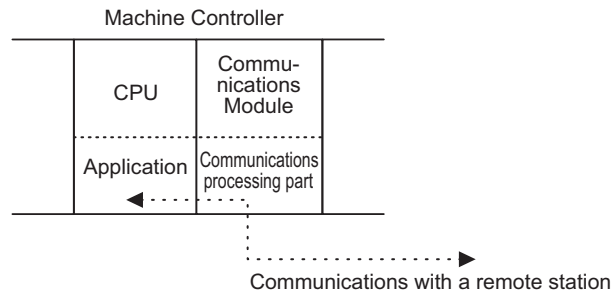 Machine Controller
CPU
Commu-
nications
Module
Application
Communications
processing part
Communications with a remote station